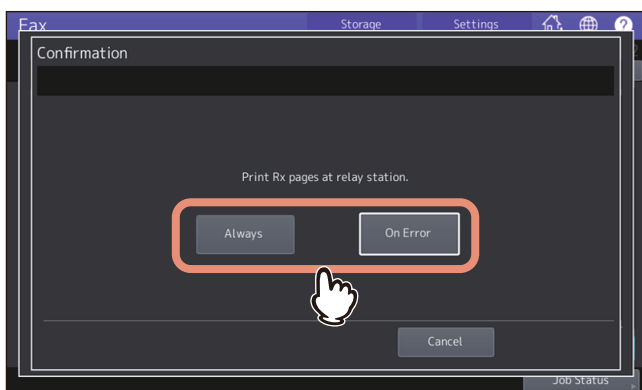 Fax
Storage
Settings
?
Confirmation
Print Rx pages at relay station.
Always
On Error
Cancel
Job Status